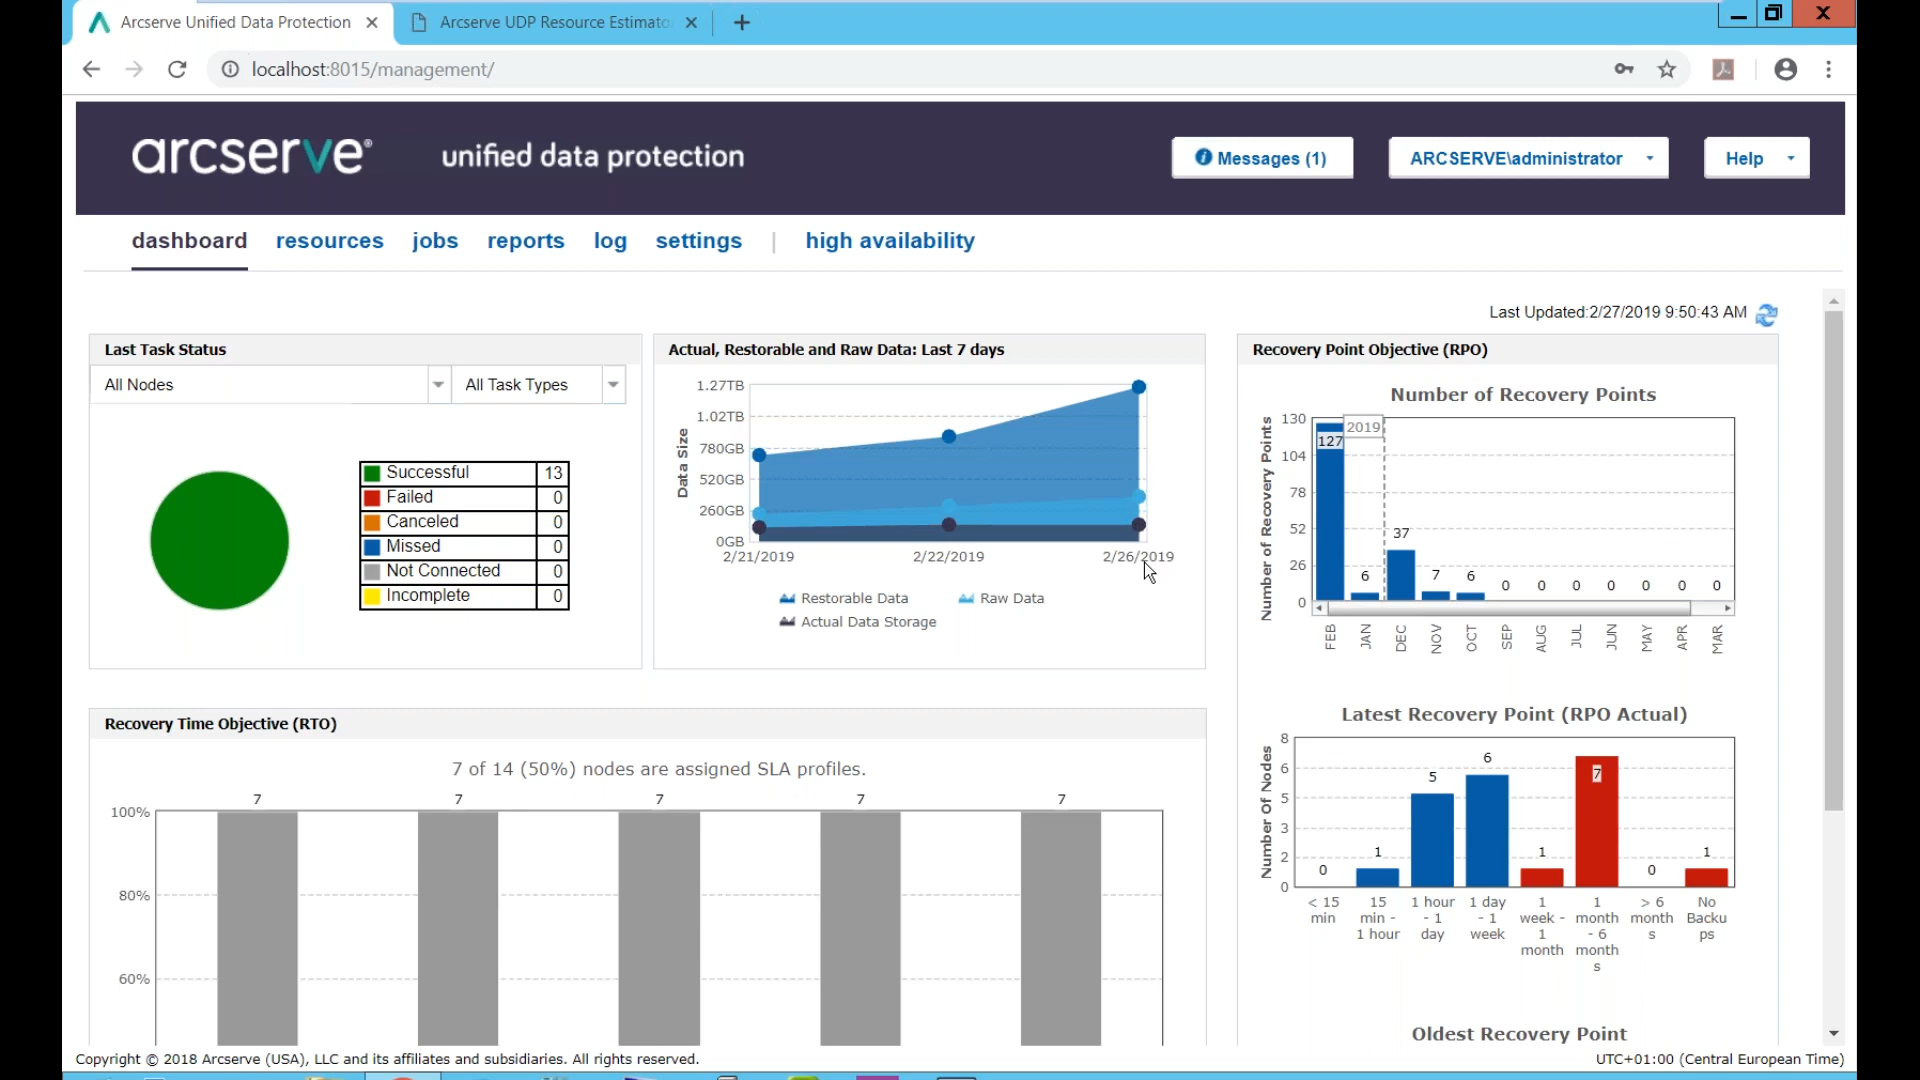 Arcserve Unified Data Protection
Arcserve UDP Resource Estimato
localhost:8015/management/
arcserve®
unified data protection
Messages (1)
ARCSERVE\administrator
Help
dashboard resources jobs reports log settings | high availability
Last Updated:2/27/2019 9:50:43 AM
Last Task Status
All Nodes
All Task Types
Successful 13
Failed 0
Canceled 0
Missed 0
Not Connected 0
Incomplete 0
Actual, Restorable and Raw Data: Last 7 days
Data Size
1.27TB
1.02TB
780GB
520GB
260GB
0GB
2/21/2019 2/22/2019 2/26/2019
Restorable Data Raw Data
Actual Data Storage
Recovery Point Objective (RPO)
Number of Recovery Points
Number of Recovery Points
130
104
78
52
26
0
2019
127 6 37 7 6 0 0 0 0 0 0 0
FEB JAN DEC NOV OCT SEP AUG JUL JUN MAY APR MAR
Latest Recovery Point (RPO Actual)
Number Of Nodes
8
6
5
3
2
0
0 1 5 6 1 7 0 1
< 15
min
15
min -
1 hour
1 hour
- 1
day
1 day
- 1
week
1
week -
1
month
1
month
- 6
month
s
> 6
month
s
No
Backu
ps
Oldest Recovery Point
Recovery Time Objective (RTO)
7 of 14 (50%) nodes are assigned SLA profiles.
7 7 7 7 7
100%
80%
60%
Copyright © 2018 Arcserve (USA), LLC and its affiliates and subsidiaries. All rights reserved.
UTC+01:00 (Central European Time)